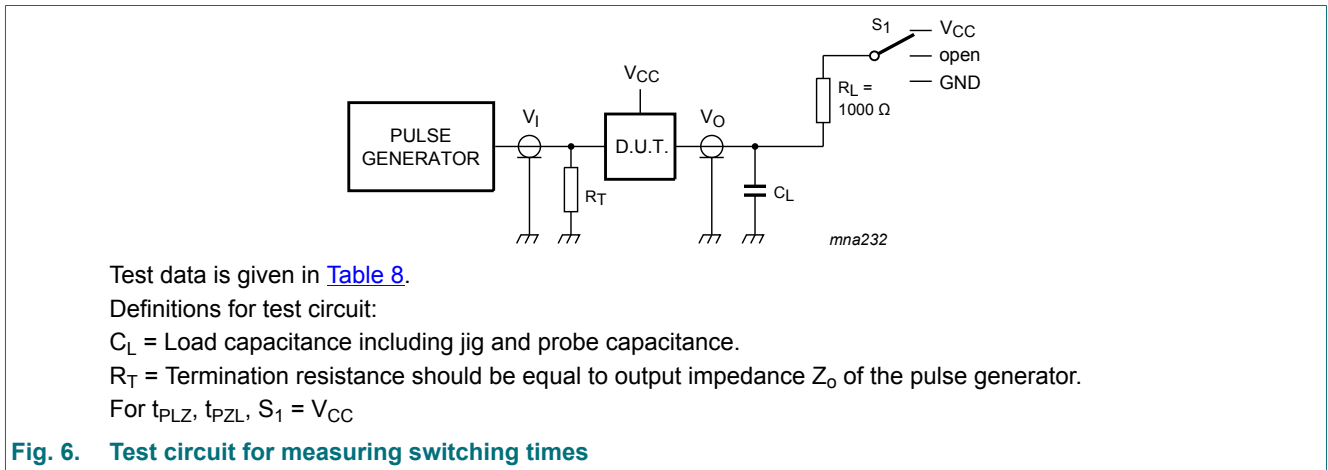 S1
VCC
open
GND
RL =
1000 Ω
VCC
VI
VO
PULSE
GENERATOR
D.U.T.
RT
CL
mna232
Test data is given in Table 8.
Definitions for test circuit:
CL = Load capacitance including jig and probe capacitance.
RT = Termination resistance should be equal to output impedance Zo of the pulse generator.
For tPLZ, tPZL, S1 = VCC
Fig. 6. Test circuit for measuring switching times